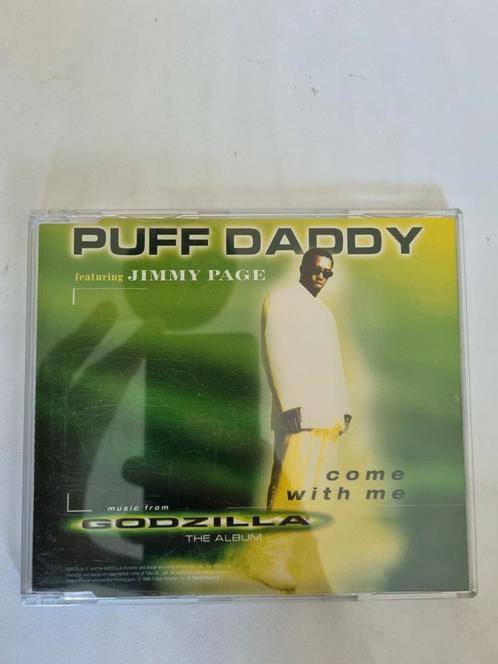 PUFF DADDY
featuring JIMMY PAGE
come
with me
music from
GODZILLA
THE ALBUM